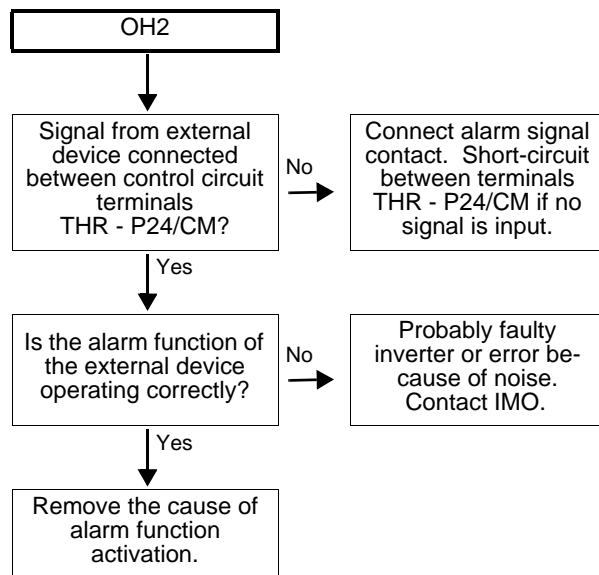 OH2
Signal from external
device connected
between control circuit
terminals
THR - P24/CM?
No
Connect alarm signal
contact. Short-circuit
between terminals
THR - P24/CM if no
signal is input.
Yes
Is the alarm function of
the external device
operating correctly?
No
Probably faulty
inverter or error be-
cause of noise.
Contact IMO.
Yes
Remove the cause of
alarm function
activation.